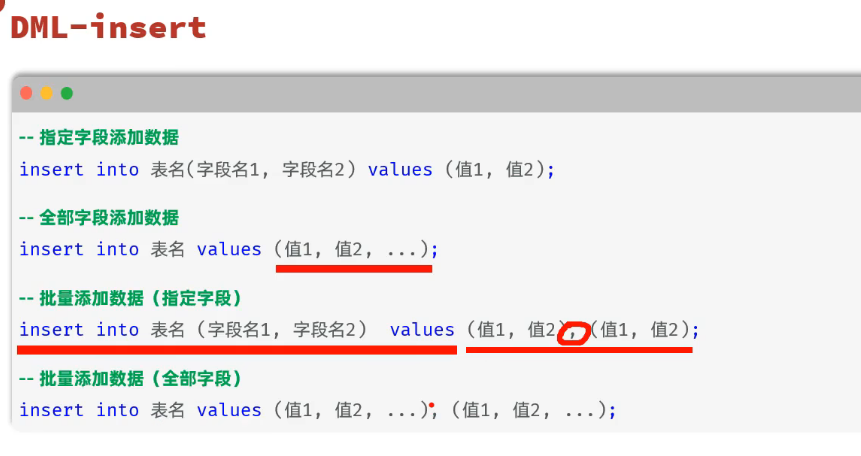 DML-insert
-- 指定字段添加数据
insert into 表名(字段名1, 字段名2) values (值1, 值2);
-- 全部字段添加数据
insert into 表名 values (值1, 值2, ...);
-- 批量添加数据（指定字段）
insert into 表名 (字段名1, 字段名2) values (值1, 值2), (值1, 值2);
-- 批量添加数据（全部字段）
insert into 表名 values (值1, 值2, ...), (值1, 值2, ...);